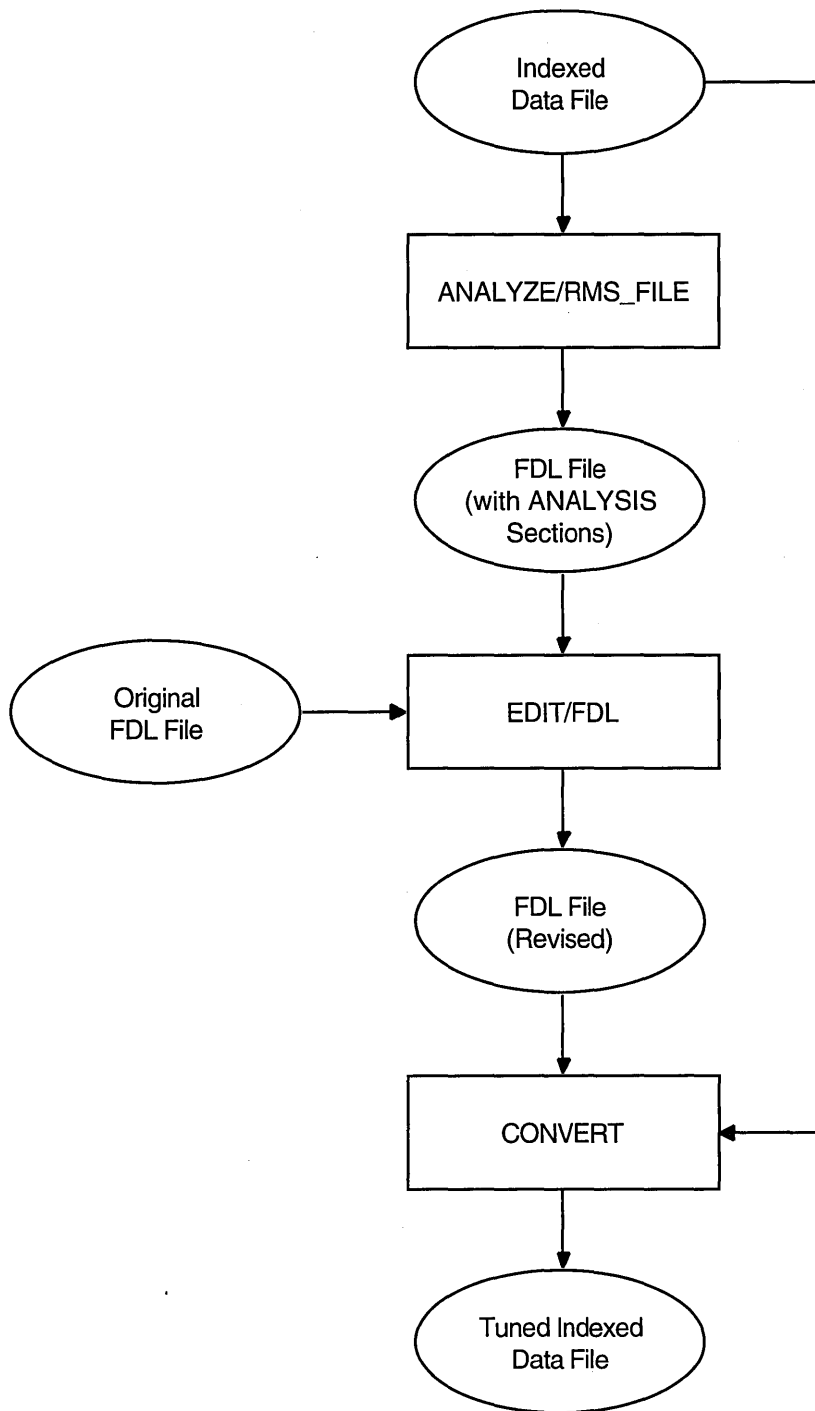 Indexed
Data File
ANALYZE/RMS_FILE
FDL File
(with ANALYSIS
Sections)
Original
FDL File
EDIT/FDL
FDL File
(Revised)
CONVERT
Tuned Indexed
Data File